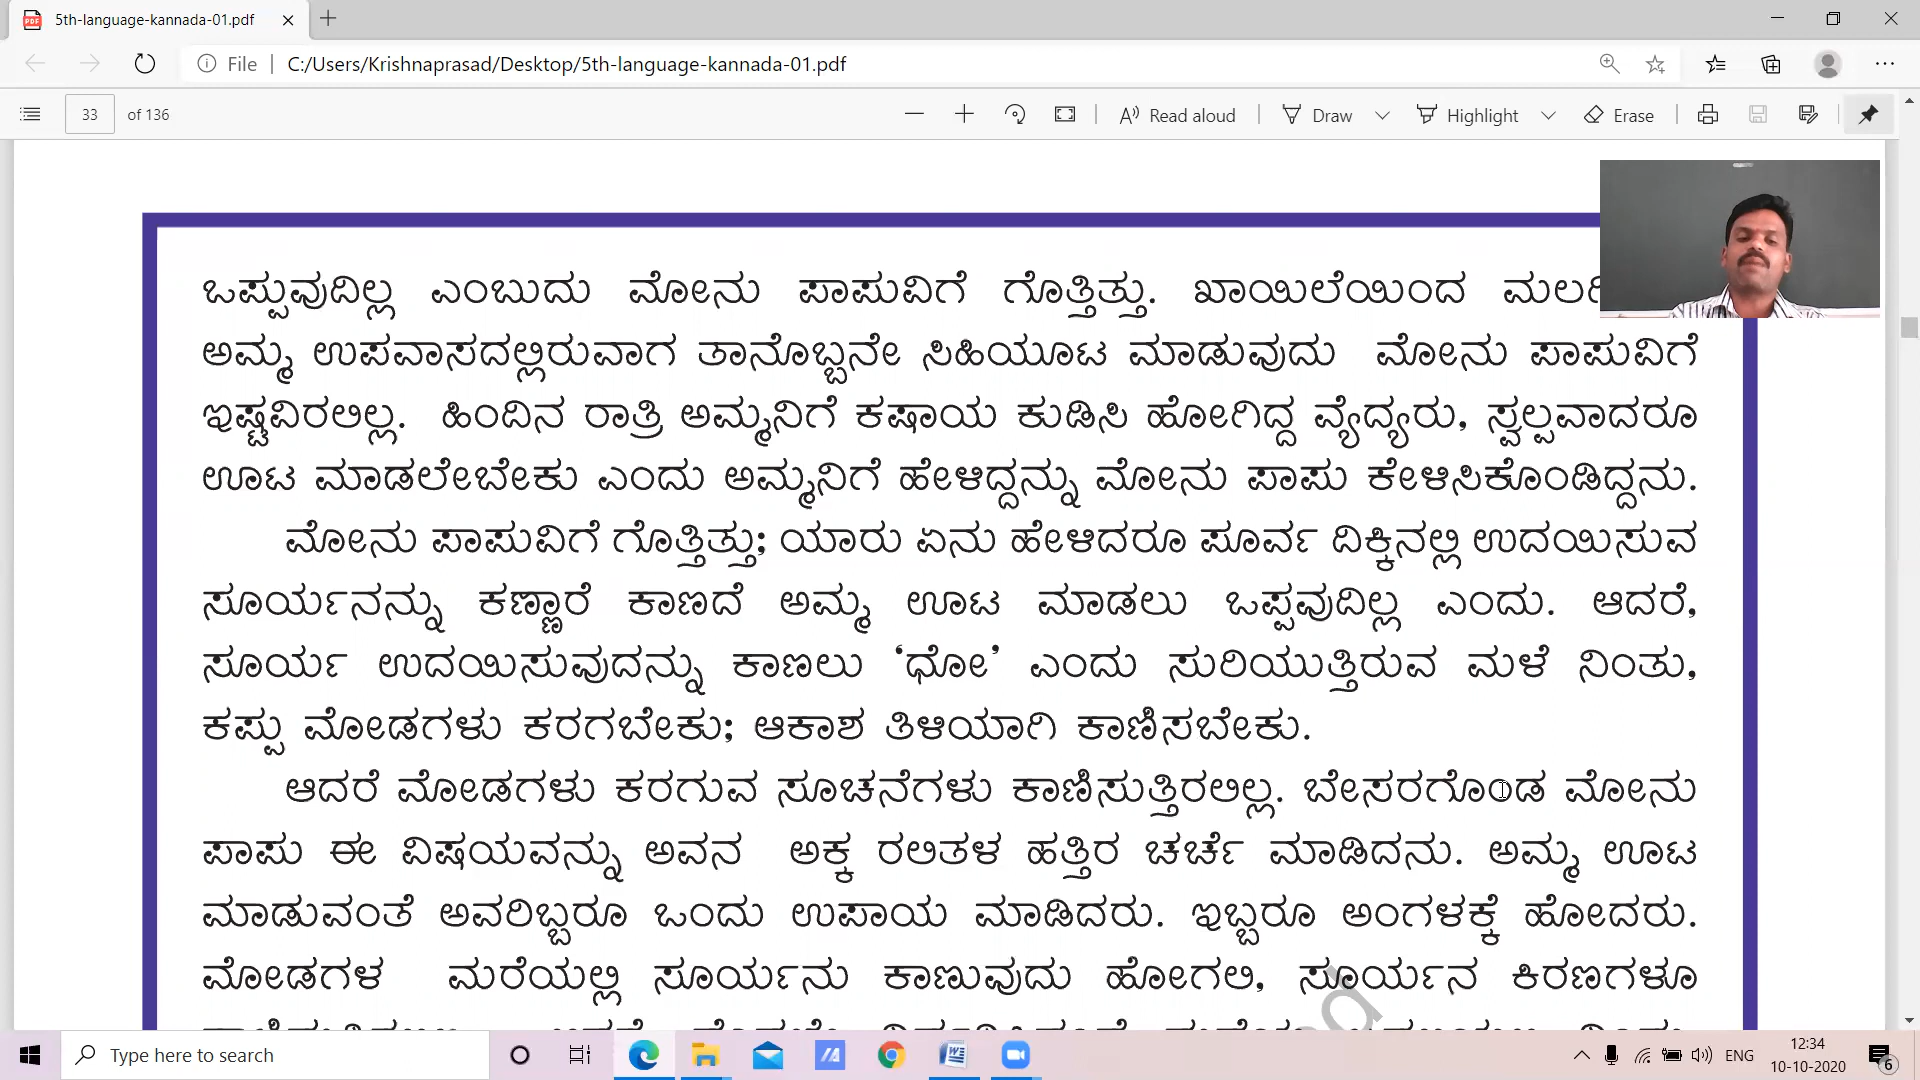 5th-language-kannada-01.pdf
File
C:/Users/Krishnaprasad/Desktop/5th-language-kannada-01.pdf
33 of 136 Read aloud Draw Highlight Erase
ಒಪ್ಪುವುದಿಲ್ಲ ಎಂಬುದು ಮೋನು ಪಾಪುವಿಗೆ ಗೊತ್ತಿತ್ತು. ಖಾಯಿಲೆಯಿಂದ
ಅಮ್ಮ ಉಪವಾಸದಲ್ಲಿರುವಾಗ ತಾನೊಬ್ಬನೇ ಸಿಹಿಯೂಟ ಮಾಡುವುದು ಮೋನು ಪಾಪುವಿಗೆ
ಇಷ್ಟವಿರಲಿಲ್ಲ. ಹಿಂದಿನ ರಾತ್ರಿ ಅಮ್ಮನಿಗೆ ಕಷಾಯ ಕುಡಿಸಿ ಹೋಗಿದ್ದ ವ್ಯೆದ್ಯರು, ಸ್ವಲ್ಪವಾದರೂ
ಊಟ ಮಾಡಲೇಬೇಕು ಎಂದು ಅಮ್ಮನಿಗೆ ಹೇಳಿದ್ದನ್ನು ಮೋನು ಪಾಪು ಕೇಳಿಸಿಕೊಂಡಿದ್ದನು.
ಮೋನು ಪಾಪುವಿಗೆ ಗೊತ್ತಿತ್ತು; ಯಾರು ಏನು ಹೇಳಿದರೂ ಪೂರ್ವ ದಿಕ್ಕಿನಲ್ಲಿ ಉದಯಿಸುವ
ಸೂರ್ಯನನ್ನು ಕಣ್ಣಾರೆ ಕಾಣದೆ ಅಮ್ಮ ಊಟ ಮಾಡಲು ಒಪ್ಪವುದಿಲ್ಲ ಎಂದು. ಆದರೆ,
ಸೂರ್ಯ ಉದಯಿಸುವುದನ್ನು ಕಾಣಲು ‘ಧೋ’ ಎಂದು ಸುರಿಯುತ್ತಿರುವ ಮಳೆ ನಿಂತು,
ಕಪ್ಪು ಮೋಡಗಳು ಕರಗಬೇಕು; ಆಕಾಶ ತಿಳಿಯಾಗಿ ಕಾಣಿಸಬೇಕು.
ಆದರೆ ಮೋಡಗಳು ಕರಗುವ ಸೂಚನೆಗಳು ಕಾಣಿಸುತ್ತಿರಲಿಲ್ಲ. ಬೇಸರಗೊಂಡ ಮೋನು
ಪಾಪು ಈ ವಿಷಯವನ್ನು ಅವನ ಅಕ್ಕ ರಲಿತಳ ಹತ್ತಿರ ಚರ್ಚೆ ಮಾಡಿದನು. ಅಮ್ಮ ಊಟ
ಮಾಡುವಂತೆ ಅವರಿಬ್ಬರೂ ಒಂದು ಉಪಾಯ ಮಾಡಿದರು. ಇಬ್ಬರೂ ಅಂಗಳಕ್ಕೆ ಹೋದರು.
ಮೋಡಗಳ ಮರೆಯಲ್ಲಿ ಸೂರ್ಯನು ಕಾಣುವುದು ಹೋಗಲಿ, ಸೂರ್ಯನ ಕಿರಣಗಳೂ
Type here to search
ENG
12:34
10-10-2020
6